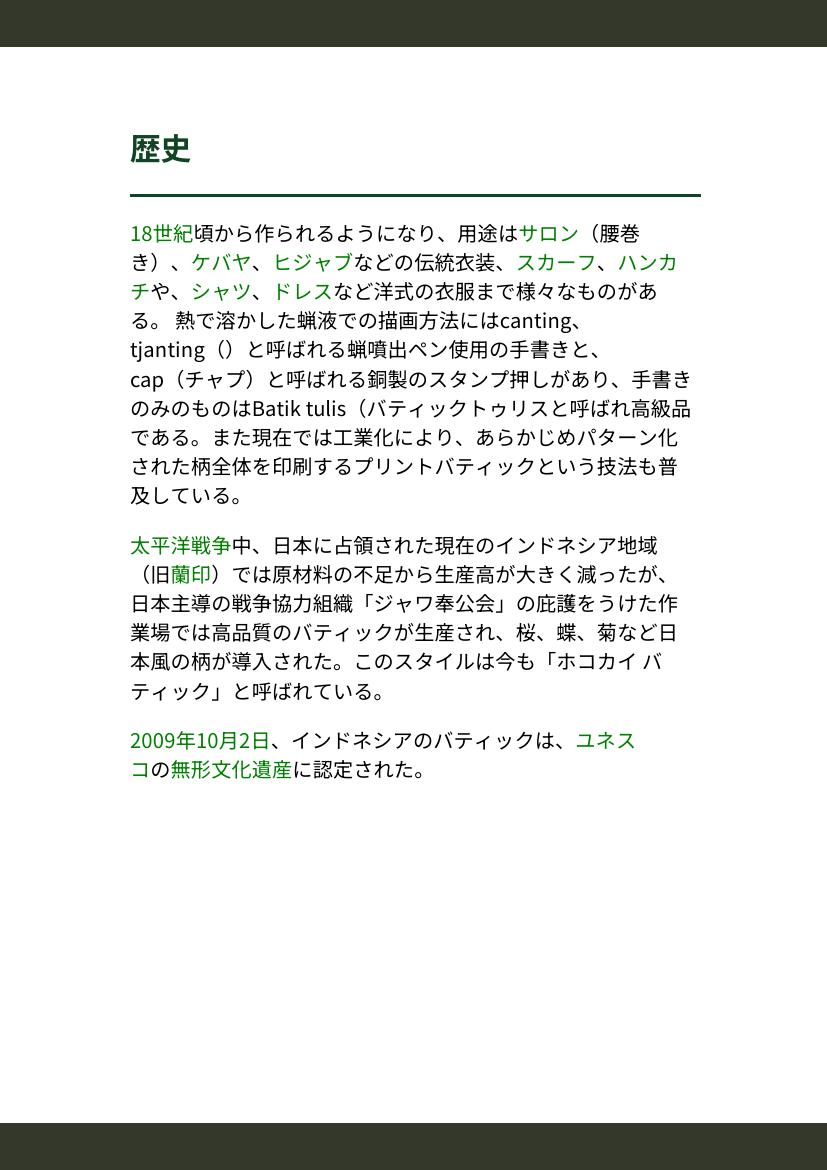 歴史
18世紀頃から作られるようになり、用途はサロン（腰巻
き）、ケバヤ、ヒジャブなどの伝統衣装、スカーフ、ハンカ
チや、シャツ、ドレスなど洋式の衣服まで様々なものがあ
る。 熱で溶かした蝋液での描画方法にはcanting、
tjanting（）と呼ばれる蝋噴出ペン使用の手書きと、
cap（チャプ）と呼ばれる銅製のスタンプ押しがあり、手書き
のみのものはBatik tulis（バティックトゥリスと呼ばれ高級品
である。また現在では工業化により、あらかじめパターン化
された柄全体を印刷するプリントバティックという技法も普
及している。
太平洋戦争中、日本に占領された現在のインドネシア地域
（旧蘭印）では原材料の不足から生産高が大きく減ったが、
日本主導の戦争協力組織「ジャワ奉公会」の庇護をうけた作
業場では高品質のバティックが生産され、桜、蝶、菊など日
本風の柄が導入された。このスタイルは今も「ホコカイ バ
ティック」と呼ばれている。
2009年10月2日、インドネシアのバティックは、ユネス
コの無形文化遺産に認定された。